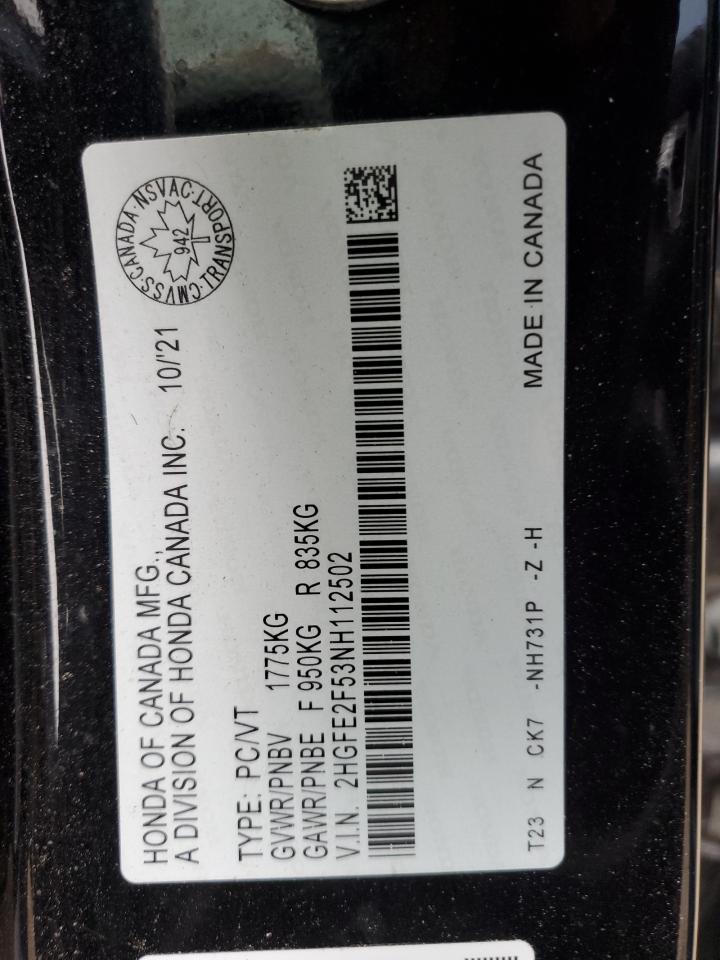 HONDA OF CANADA MFG.,
A DIVISION OF HONDA CANADA INC. 10/'21
CMVSS·CANADA·NSVAC·TRANSPORT·
942
TYPE: PC/VT
GVWR/PNBV 1775KG
GAWR/PNBE F 950KG R 835KG
V.I.N. 2HGFE2F53NH112502
T23 N CK7 -NH731P -Z -H MADE IN CANADA